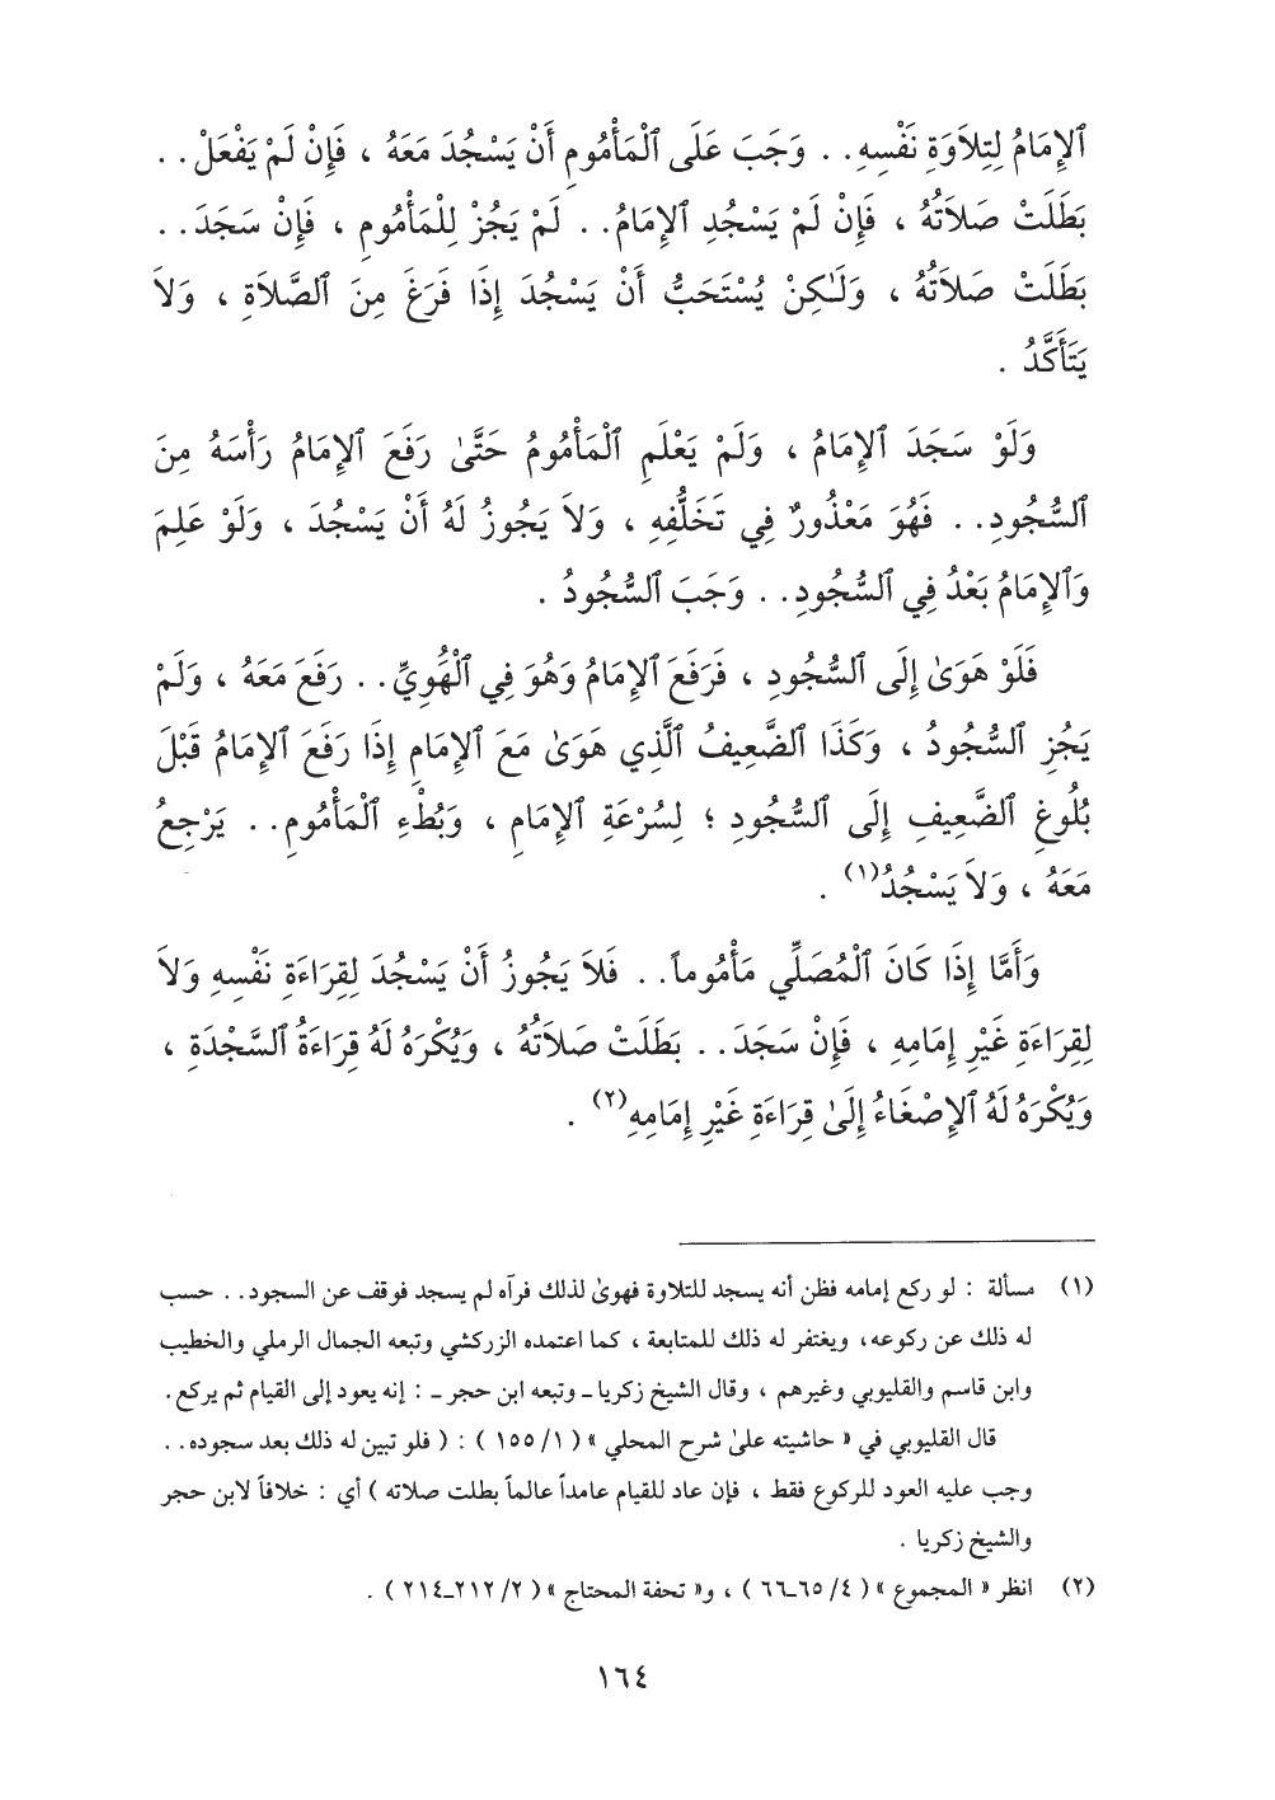 ٱلإِمَامُ لِتِلاَوَةِ نَفْسِهِ. . وَجَبَ عَلَى ٱلْمَأْمُومِ أَنْ يَسْجُدَ مَعَهُ ، فَإِنْ لَمْ يَفْعَلْ. .
بَطَلَتْ صَلاَتُهُ ، فَإِنْ لَمْ يَسْجُدِ ٱلإِمَامُ. . لَمْ يَجُزْ لِلْمَأْمُومِ ، فَإِنْ سَجَدَ. .
بَطَلَتْ صَلاَتُهُ ، وَلَـٰكِنْ يُسْتَحَبُّ أَنْ يَسْجُدَ إِذَا فَرَغَ مِنَ ٱلصَّلاَةِ ، وَلاَ
يَتَأَكَّدُ .
وَلَوْ سَجَدَ ٱلإِمَامُ ، وَلَمْ يَعْلَمِ ٱلْمَأْمُومُ حَتَّىٰ رَفَعَ ٱلإِمَامُ رَأْسَهُ مِنَ
ٱلسُّجُودِ. . فَهُوَ مَعْذُورٌ فِي تَخَلُّفِهِ ، وَلاَ يَجُوزُ لَهُ أَنْ يَسْجُدَ ، وَلَوْ عَلِمَ
وَٱلإِمَامُ بَعْدُ فِي ٱلسُّجُودِ. . وَجَبَ ٱلسُّجُودُ .
فَلَوْ هَوَىٰ إِلَى ٱلسُّجُودِ ، فَرَفَعَ ٱلإِمَامُ وَهُوَ فِي ٱلْهُوِيِّ. . رَفَعَ مَعَهُ ، وَلَمْ
يَجُزِ ٱلسُّجُودُ ، وَكَذَا ٱلضَّعِيفُ ٱلَّذِي هَوَىٰ مَعَ ٱلإِمَامِ إِذَا رَفَعَ ٱلإِمَامُ قَبْلَ
بُلُوغِ ٱلضَّعِيفِ إِلَى ٱلسُّجُودِ ؛ لِسُرْعَةِ ٱلإِمَامِ ، وَبُطْءِ ٱلْمَأْمُومِ. . يَرْجِعُ
مَعَهُ ، وَلاَ يَسْجُدُ(١) .
وَأَمَّا إِذَا كَانَ ٱلْمُصَلِّي مَأْمُوماً. . فَلاَ يَجُوزُ أَنْ يَسْجُدَ لِقِرَاءَةِ نَفْسِهِ وَلاَ
لِقِرَاءَةِ غَيْرِ إِمَامِهِ ، فَإِنْ سَجَدَ. . بَطَلَتْ صَلاَتُهُ ، وَيُكْرَهُ لَهُ قِرَاءَةُ ٱلسَّجْدَةِ ،
وَيُكْرَهُ لَهُ ٱلإِصْغَاءُ إِلَىٰ قِرَاءَةِ غَيْرِ إِمَامِهِ(٢) .
(١) مسألة : لو ركع إمامه فظن أنه يسجد للتلاوة فهوىٰ لذلك فرآه لم يسجد فوقف عن السجود. . حسب
له ذلك عن ركوعه، ويغتفر له ذلك للمتابعة ، كما اعتمده الزركشي وتبعه الجمال الرملي والخطيب
وابن قاسم والقليوبي وغيرهم ، وقال الشيخ زكريا ـ وتبعه ابن حجر ـ : إنه يعود إلى القيام ثم يركع .
قال القليوبي في « حاشيته علىٰ شرح المحلي » ( ١/ ١٥٥ ) : ( فلو تبين له ذلك بعد سجوده. .
وجب عليه العود للركوع فقط ، فإن عاد للقيام عامداً عالماً بطلت صلاته ) أي : خلافاً لابن حجر
والشيخ زكريا .
(٢) انظر « المجموع » ( ٤/ ٦٥ـ٦٦ ) ، و« تحفة المحتاج » ( ٢/ ٢١٢ـ٢١٤ ) .
١٦٤